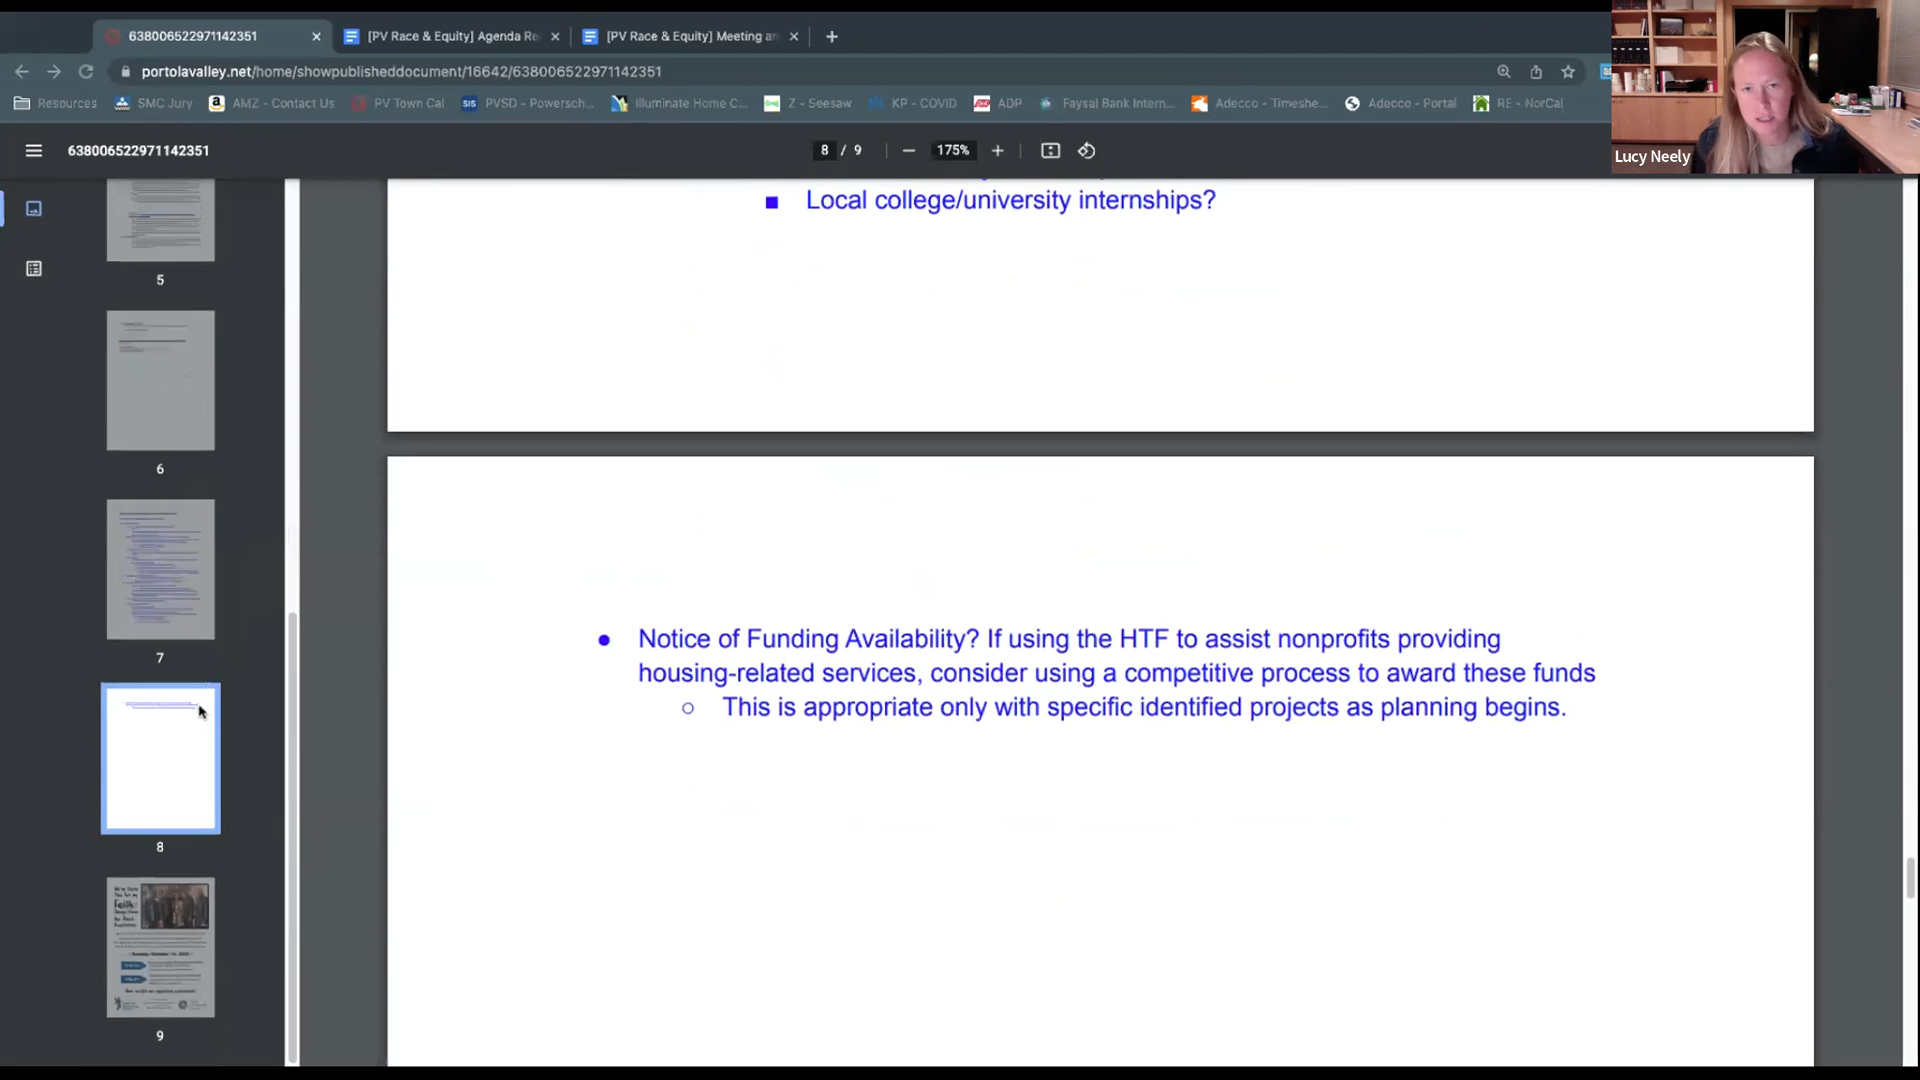 638006522971142351
[PV Race & Equity] Agenda Re
[PV Race & Equity] Meeting an
portolavalley.net/home/showpublisheddocument/16642/638006522971142351
Resources
SMC Jury
AMZ - Contact Us
PV Town Cal
PVSD - Powersch...
Illuminate Home C...
Z - Seesaw
KP - COVID
ADP
Faysal Bank Intern...
Adecco - Timeshe...
Adecco - Portal
RE - NorCal
Lucy Neely
638006522971142351
8 / 9
175%
Local college/university internships?
Notice of Funding Availability? If using the HTF to assist nonprofits providing
housing-related services, consider using a competitive process to award these funds
This is appropriate only with specific identified projects as planning begins.
5
6
7
8
Faith
9